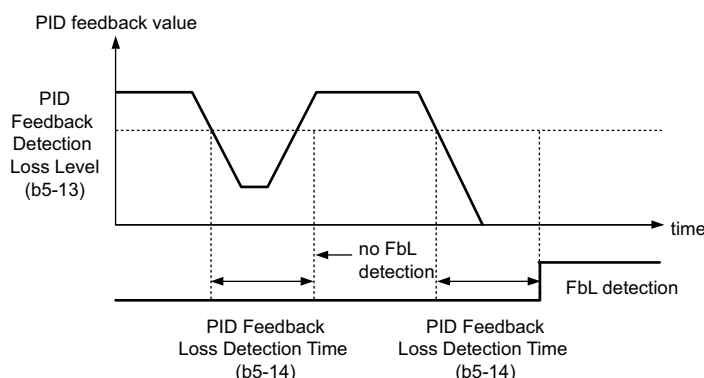 PID feedback value
PID
Feedback
Detection
Loss Level
(b5-13)
time
no FbL
detection
FbL detection
PID Feedback
Loss Detection Time
(b5-14)
PID Feedback
Loss Detection Time
(b5-14)